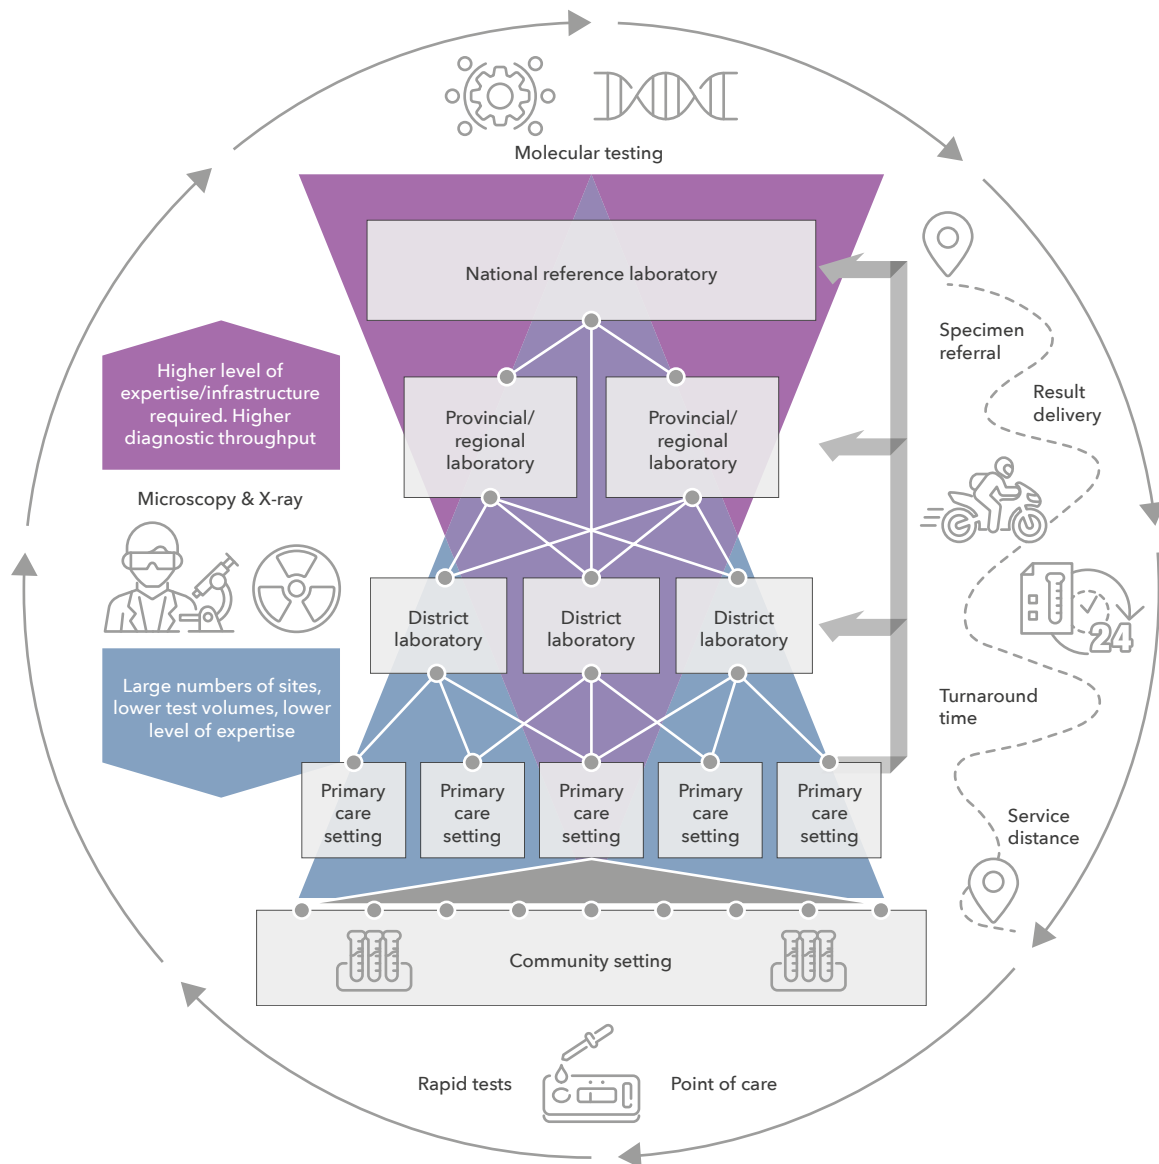 Molecular testing
National reference laboratory
Specimen
referral
Higher level of
expertise/infrastructure
required. Higher
diagnostic throughput
Provincial/
regional
laboratory
Provincial/
regional
laboratory
Result
delivery
Microscopy & X-ray
District
laboratory
District
laboratory
District
laboratory
24
Large numbers of sites,
lower test volumes, lower
level of expertise
Turnaround
time
Primary
care
setting
Primary
care
setting
Primary
care
setting
Primary
care
setting
Primary
care
setting
Service
distance
Community setting
Rapid tests
Point of care